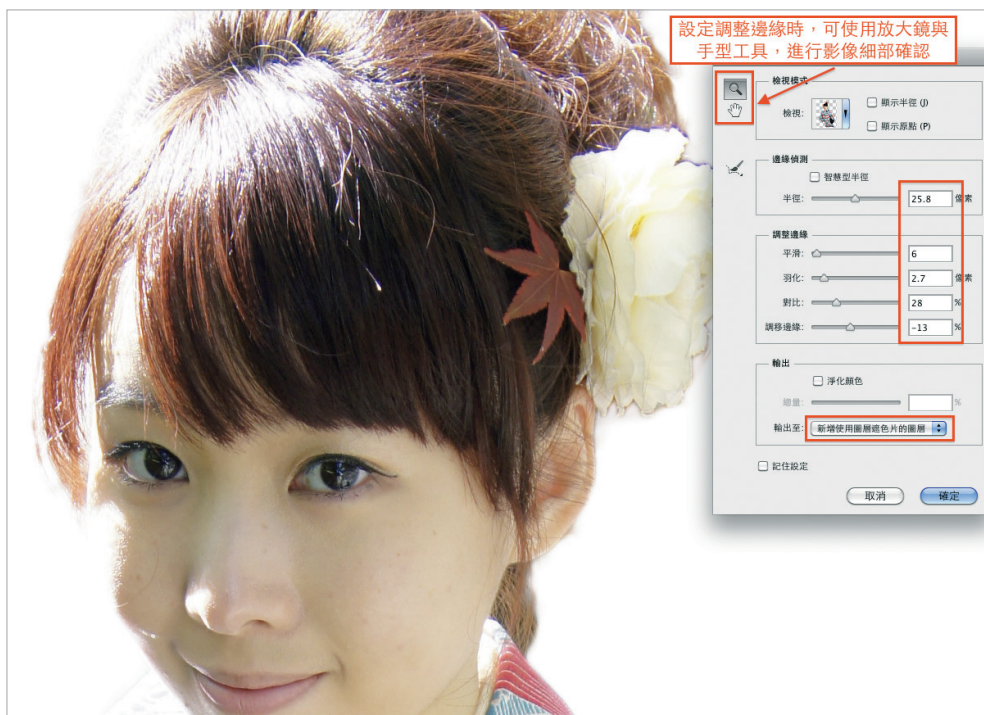 設定調整邊緣時，可使用放大鏡與
手型工具，進行影像細部確認
檢視模式
檢視:
顯示半徑 (J)
顯示原點 (P)
邊緣偵測
智慧型半徑
半徑: 25.8 像素
調整邊緣
平滑: 6
羽化: 2.7 像素
對比: 28 %
調移邊緣: -13 %
輸出
淨化顏色
總量: %
輸出至: 新增使用圖層遮色片的圖層
記住設定
取消 確定